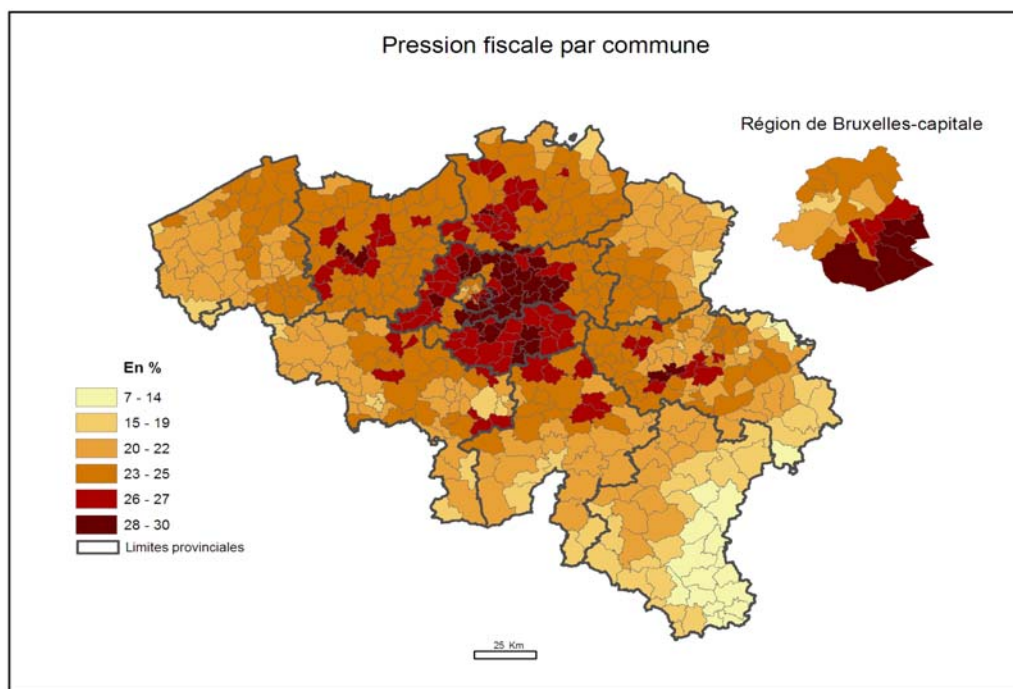 Pression fiscale par commune
Région de Bruxelles-capitale
En %
7 - 14
15 - 19
20 - 22
23 - 25
26 - 27
28 - 30
Limites provinciales
25 Km